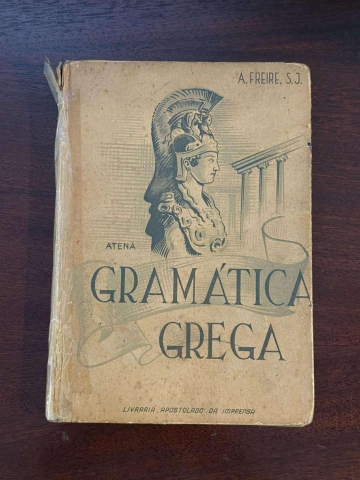 A. FREIRE, S.J.
ATENA
GRAMÁTICA
GREGA
LIVRARIA APOSTOLADO DA IMPRENSA